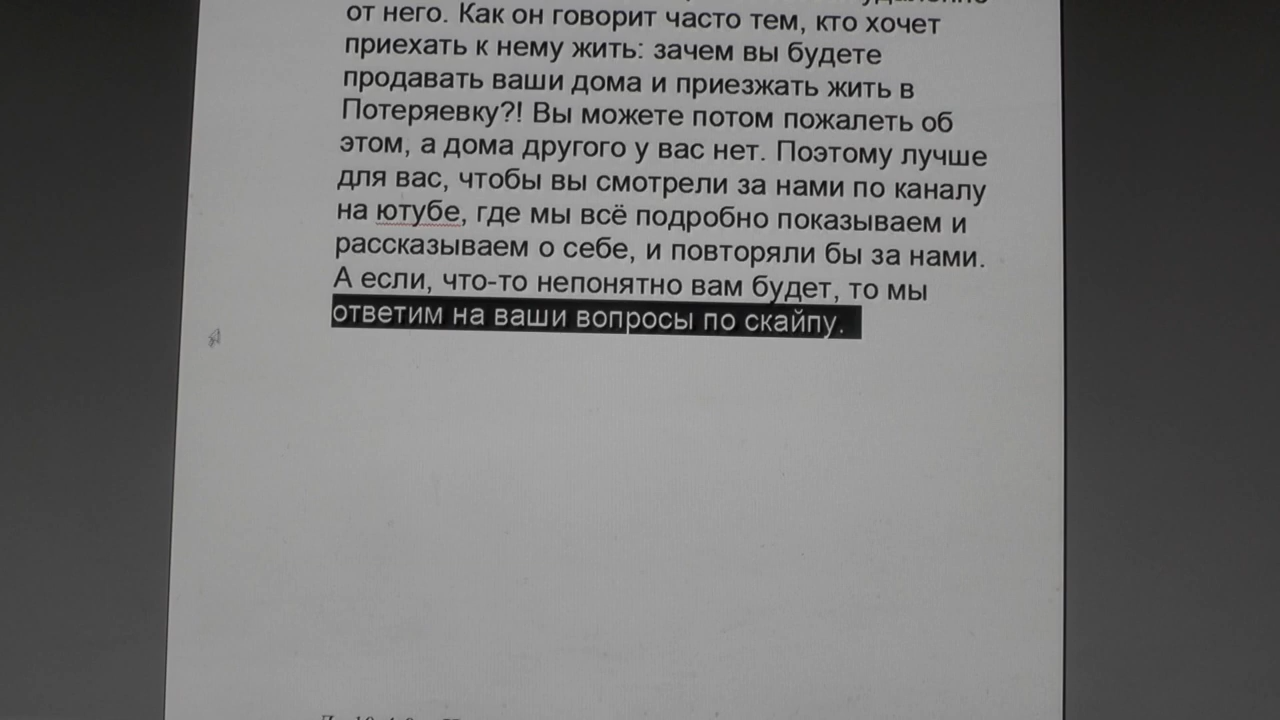 от него. Как он говорит часто тем, кто хочет
приехать к нему жить: зачем вы будете
продавать ваши дома и приезжать жить в
Потеряевку?! Вы можете потом пожалеть об
этом, а дома другого у вас нет. Поэтому лучше
для вас, чтобы вы смотрели за нами по каналу
на ютубе, где мы всё подробно показываем и
рассказываем о себе, и повторяли бы за нами.
А если, что-то непонятно вам будет, то мы
ответим на ваши вопросы по скайпу.